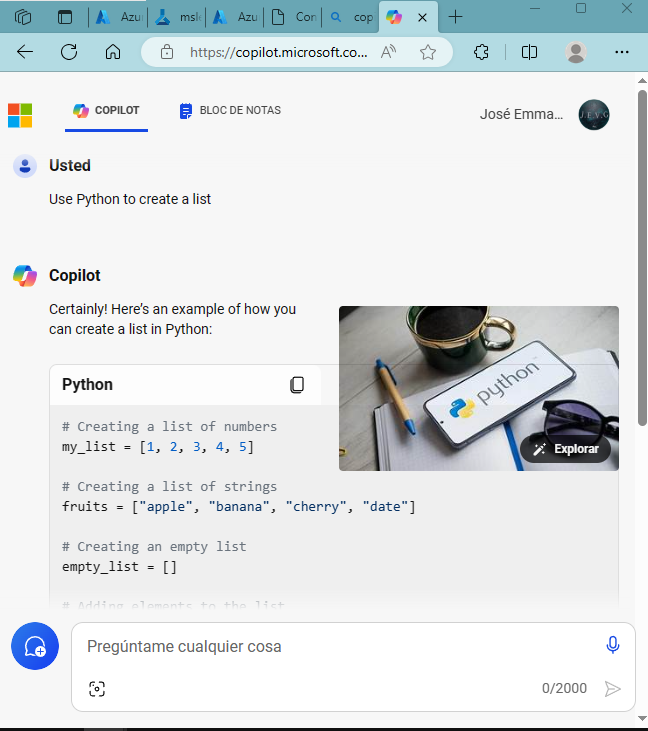 Azu
msl
Azu
Azu
Con
cop
https://copilot.microsoft.co...
COPILOT
BLOC DE NOTAS
José Emma...
J.E.V.G
Usted
Use Python to create a list
Copilot
Certainly! Here’s an example of how you
can create a list in Python:
python
Explorar
Python
# Creating a list of numbers
my_list = [1, 2, 3, 4, 5]
# Creating a list of strings
fruits = ["apple", "banana", "cherry", "date"]
# Creating an empty list
empty_list = []
# Adding elements to the list
Pregúntame cualquier cosa
0/2000